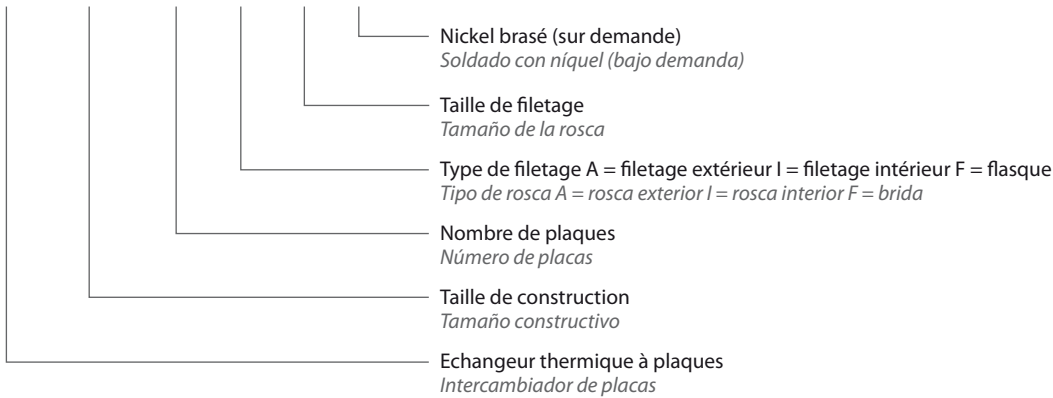 Nickel brasé (sur demande)
Soldado con níquel (bajo demanda)
Taille de filetage
Tamaño de la rosca
Type de filetage A = filetage extérieur I = filetage intérieur F = flasque
Tipo de rosca A = rosca exterior I = rosca interior F = brida
Nombre de plaques
Número de placas
Taille de construction
Tamaño constructivo
Echangeur thermique à plaques
Intercambiador de placas